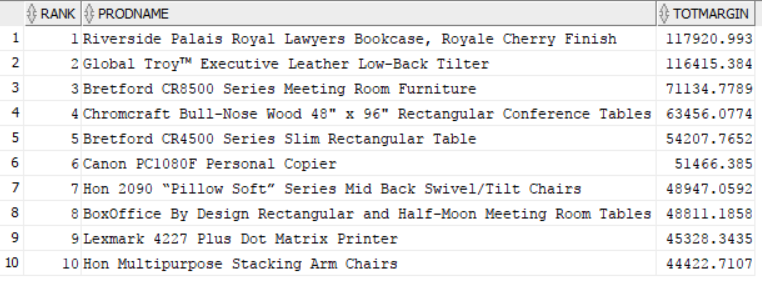 RANK PRODNAME TOTMARGIN
1 1 Riverside Palais Royal Lawyers Bookcase, Royale Cherry Finish 117920.993
2 2 Global Troy™ Executive Leather Low-Back Tilter 116415.384
3 3 Bretford CR8500 Series Meeting Room Furniture 71134.7789
4 4 Chromcraft Bull-Nose Wood 48" x 96" Rectangular Conference Tables 63456.0774
5 5 Bretford CR4500 Series Slim Rectangular Table 54207.7652
6 6 Canon PC1080F Personal Copier 51466.385
7 7 Hon 2090 “Pillow Soft” Series Mid Back Swivel/Tilt Chairs 48947.0592
8 8 BoxOffice By Design Rectangular and Half-Moon Meeting Room Tables 48811.1858
9 9 Lexmark 4227 Plus Dot Matrix Printer 45328.3435
10 10 Hon Multipurpose Stacking Arm Chairs 44422.7107